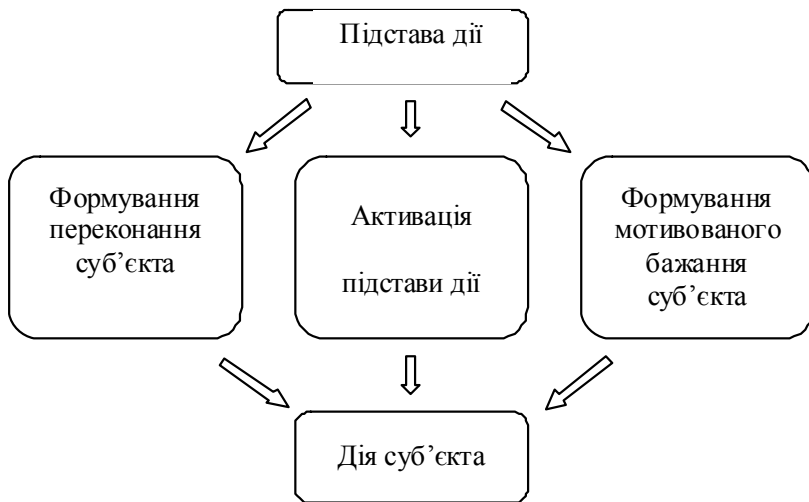 Підстава дії
Формування
переконання
суб’єкта
Активація
підстави дії
Формування
мотивованого
бажання
суб’єкта
Дія суб’єкта